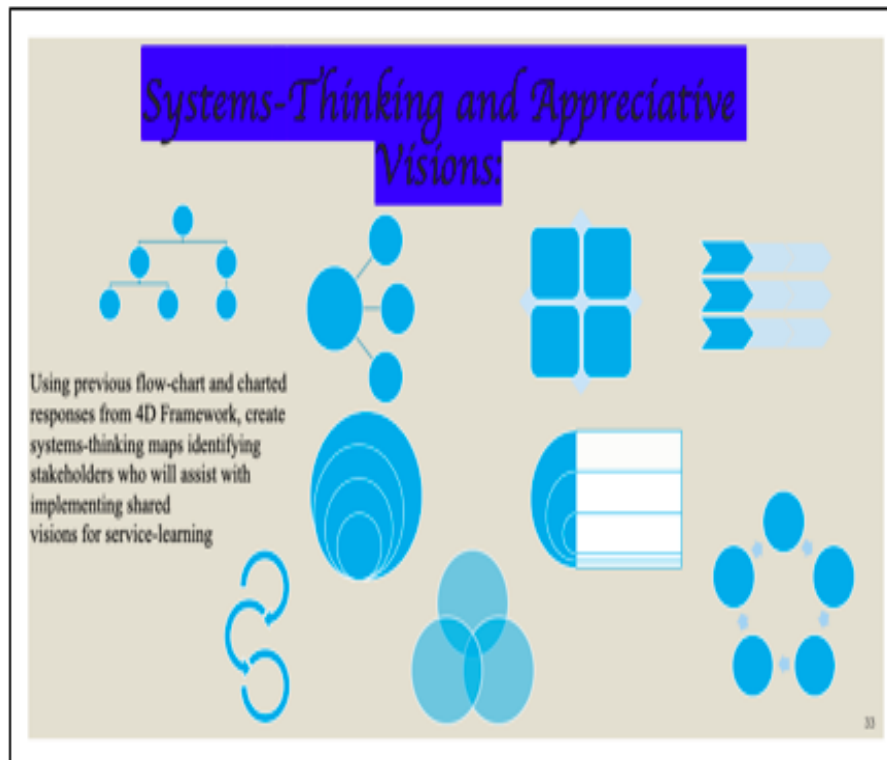 Systems-Thinking and Appreciative
Visions:
Using previous flow-chart and charted
responses from 4D Framework, create
systems-thinking maps identifying
stakeholders who will assist with
implementing shared
visions for service-learning
33